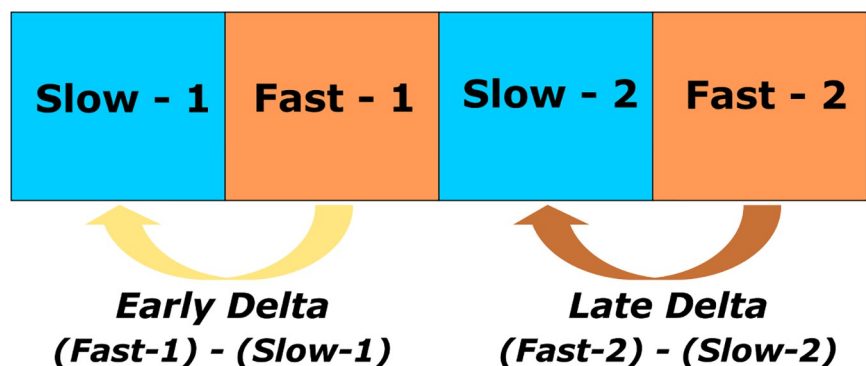 Slow - 1 Fast - 1 Slow - 2 Fast - 2
Early Delta Late Delta
(Fast-1) - (Slow-1) (Fast-2) - (Slow-2)